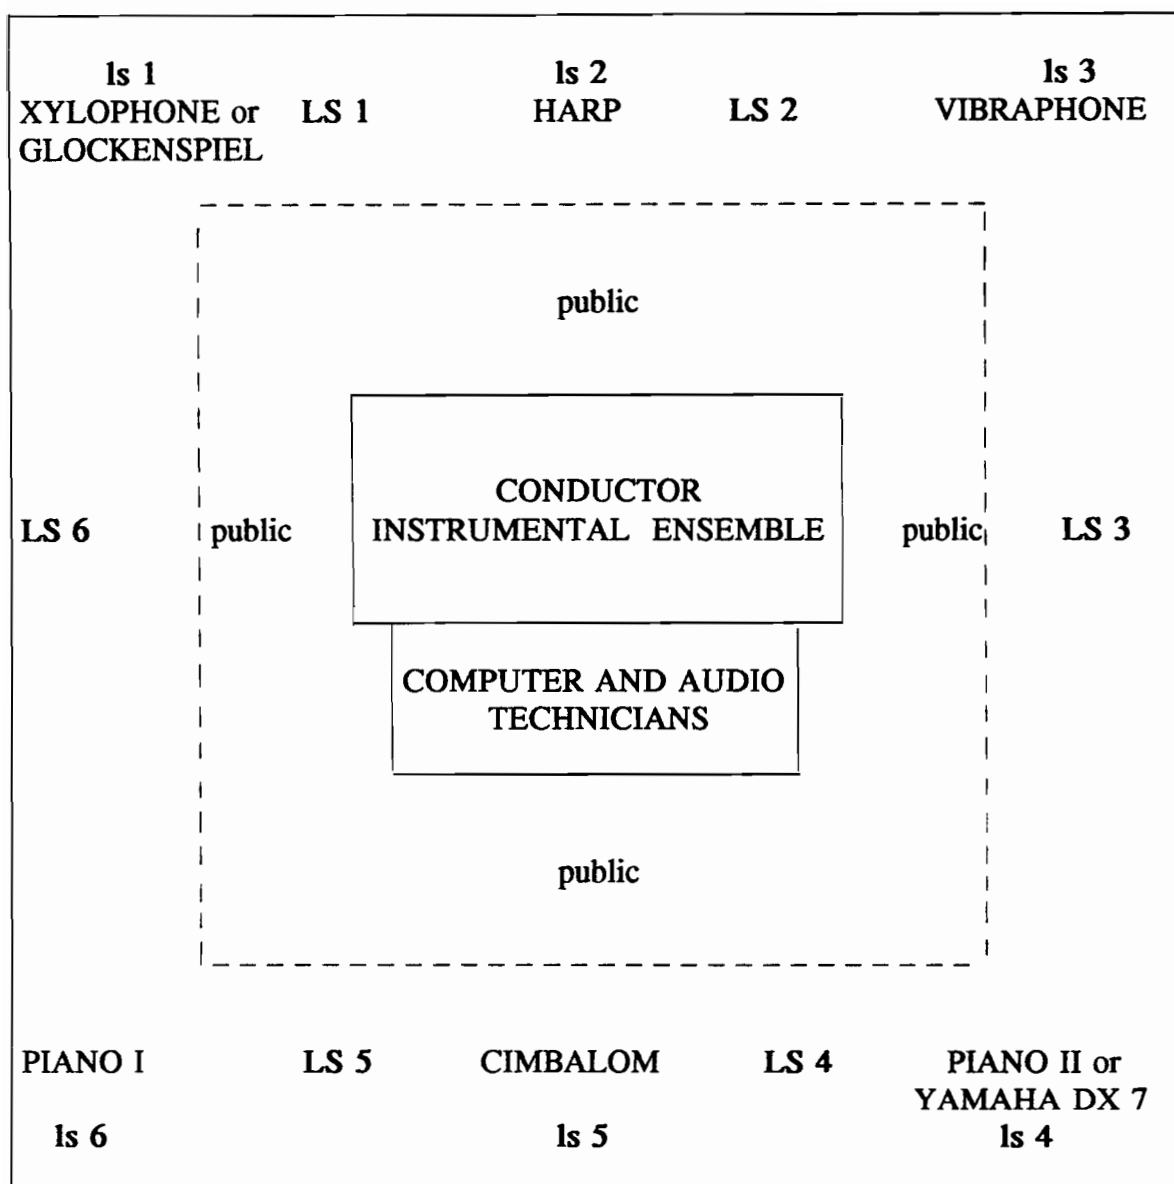 ls 1 ls 2 ls 3
XYLOPHONE or LS 1 HARP LS 2 VIBRAPHONE
GLOCKENSPIEL
public
CONDUCTOR
LS 6 public INSTRUMENTAL ENSEMBLE public LS 3
COMPUTER AND AUDIO
TECHNICIANS
public
PIANO I LS 5 CIMBALOM LS 4 PIANO II or
YAMAHA DX 7
ls 6 ls 5 ls 4